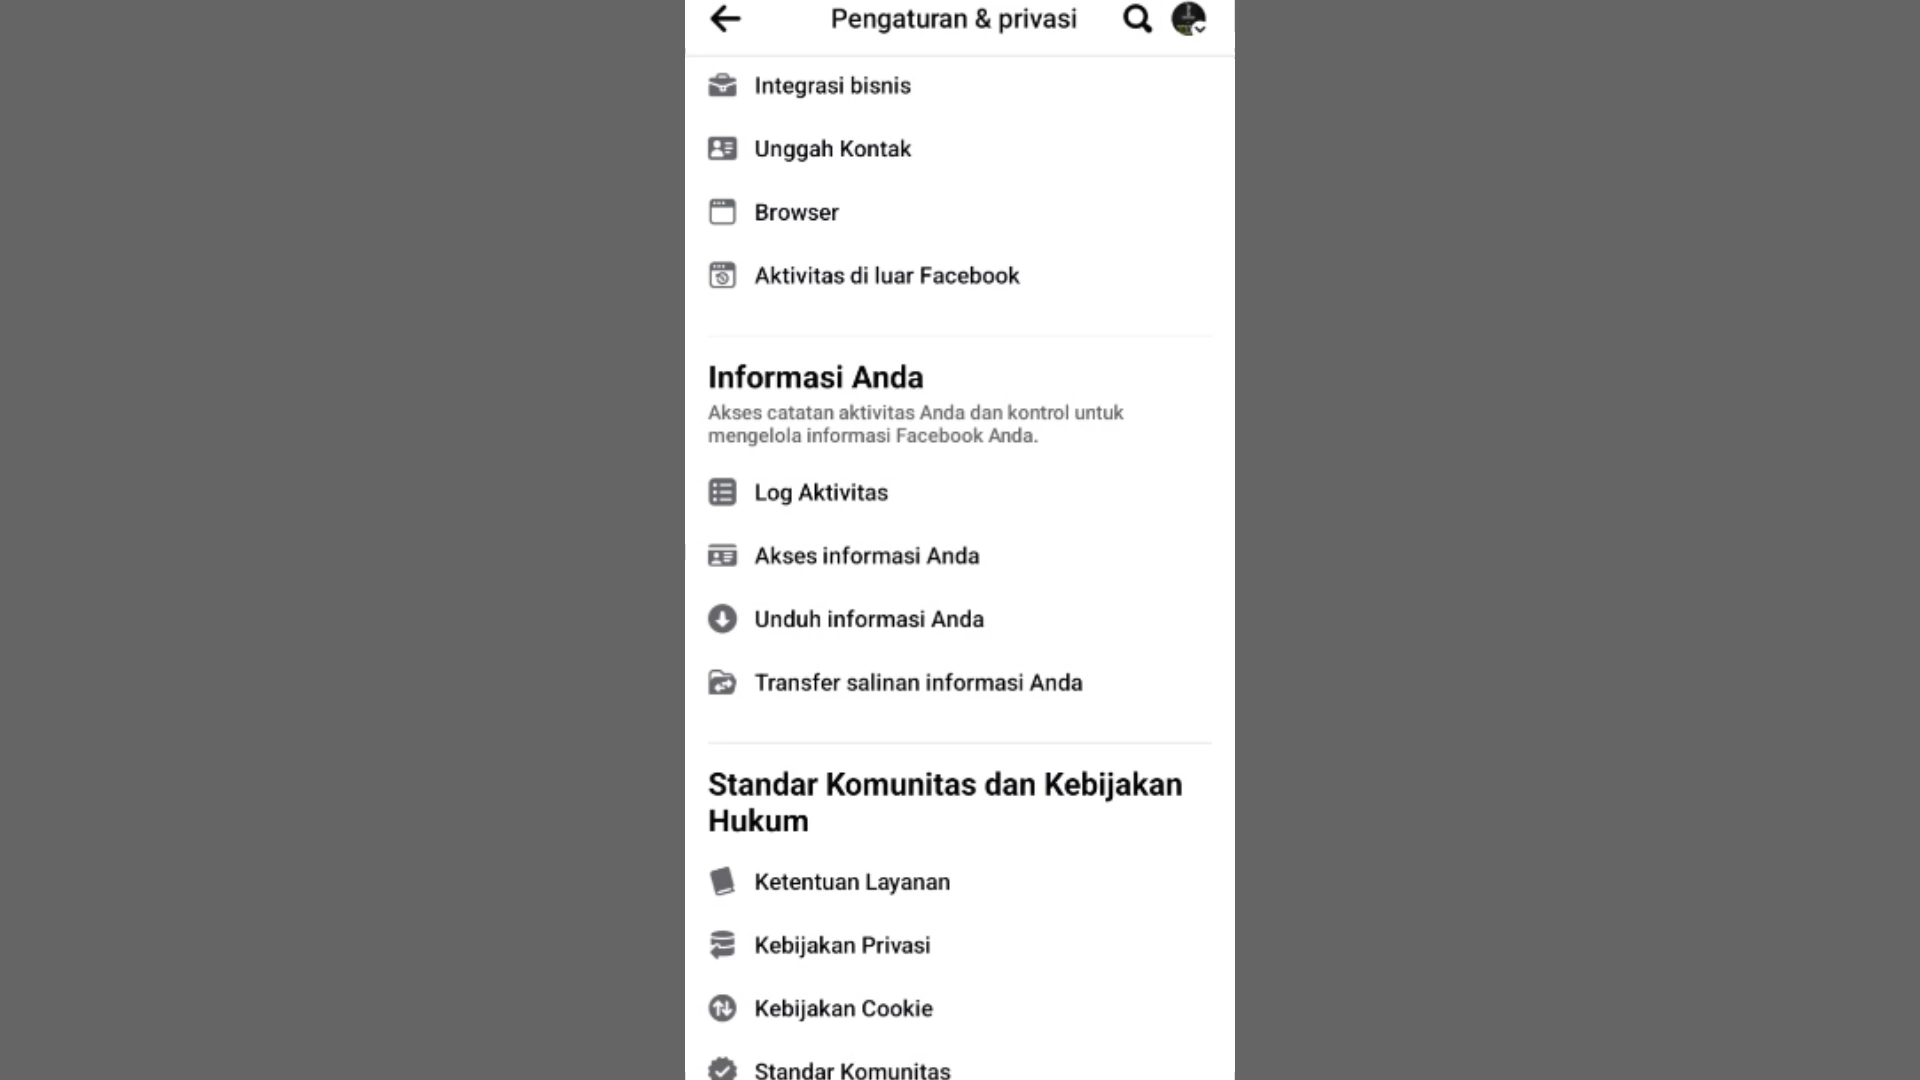 Pengaturan & privasi
Integrasi bisnis
Unggah Kontak
Browser
Aktivitas di luar Facebook
Informasi Anda
Akses catatan aktivitas Anda dan kontrol untuk
mengelola informasi Facebook Anda.
Log Aktivitas
Akses informasi Anda
Unduh informasi Anda
Transfer salinan informasi Anda
Standar Komunitas dan Kebijakan
Hukum
Ketentuan Layanan
Kebijakan Privasi
Kebijakan Cookie
Standar Komunitas